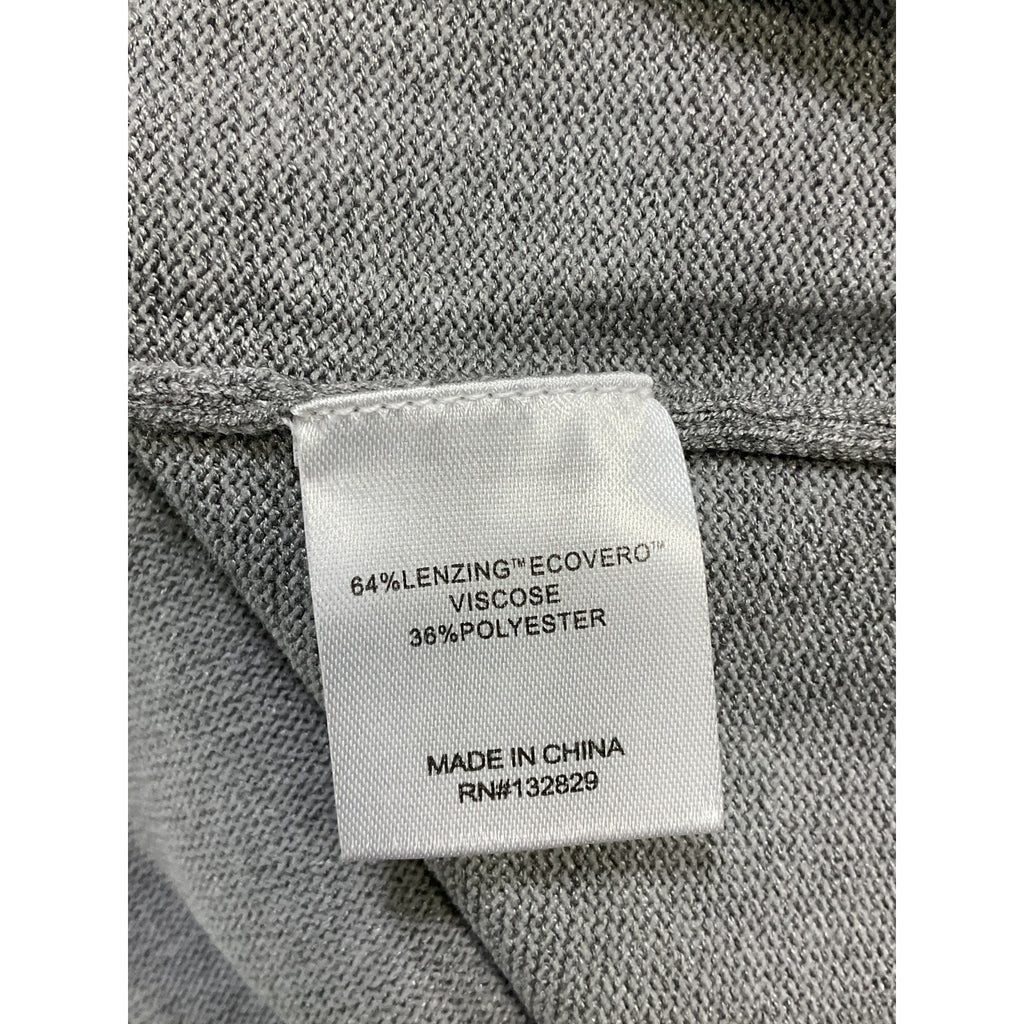 64%LENZING™ECOVERO™
VISCOSE
36%POLYESTER
MADE IN CHINA
RN#132829